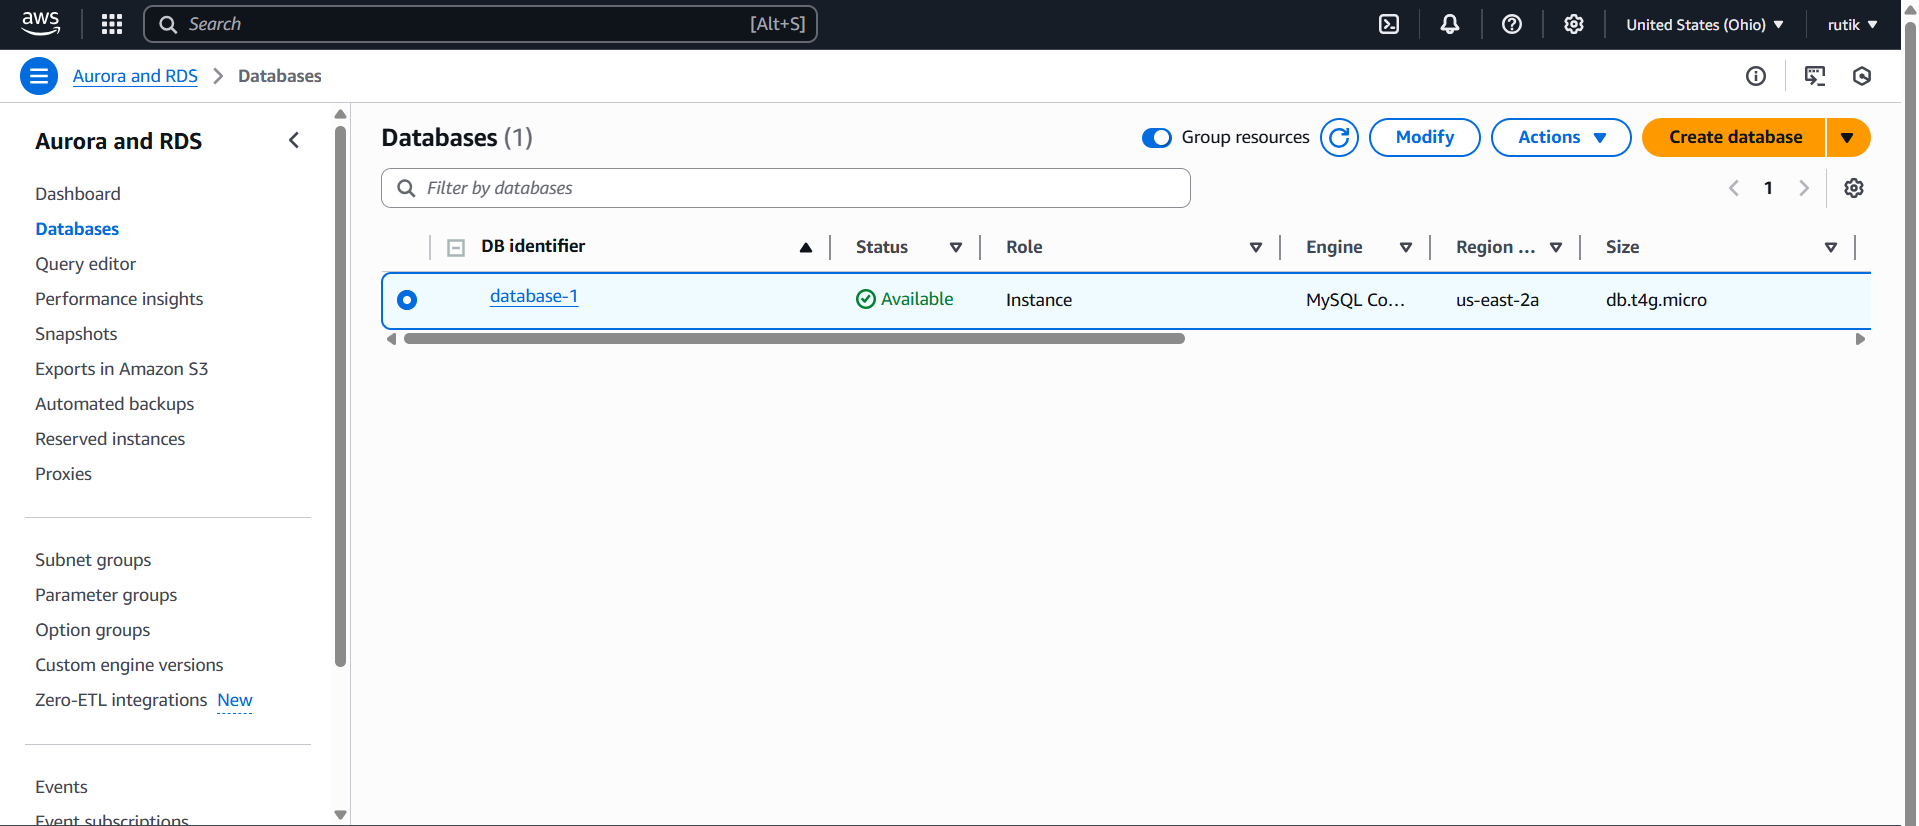 aws
Search [Alt+S]
United States (Ohio)
rutik
Aurora and RDS
Databases
Aurora and RDS
Dashboard
Databases
Query editor
Performance insights
Snapshots
Exports in Amazon S3
Automated backups
Reserved instances
Proxies
Subnet groups
Parameter groups
Option groups
Custom engine versions
Zero-ETL integrations New
Events
Event subscriptions
Databases (1)
Group resources
Modify
Actions
Create database
Filter by databases
1
DB identifier Status Role Engine Region ... Size
database-1 Available Instance MySQL Co... us-east-2a db.t4g.micro